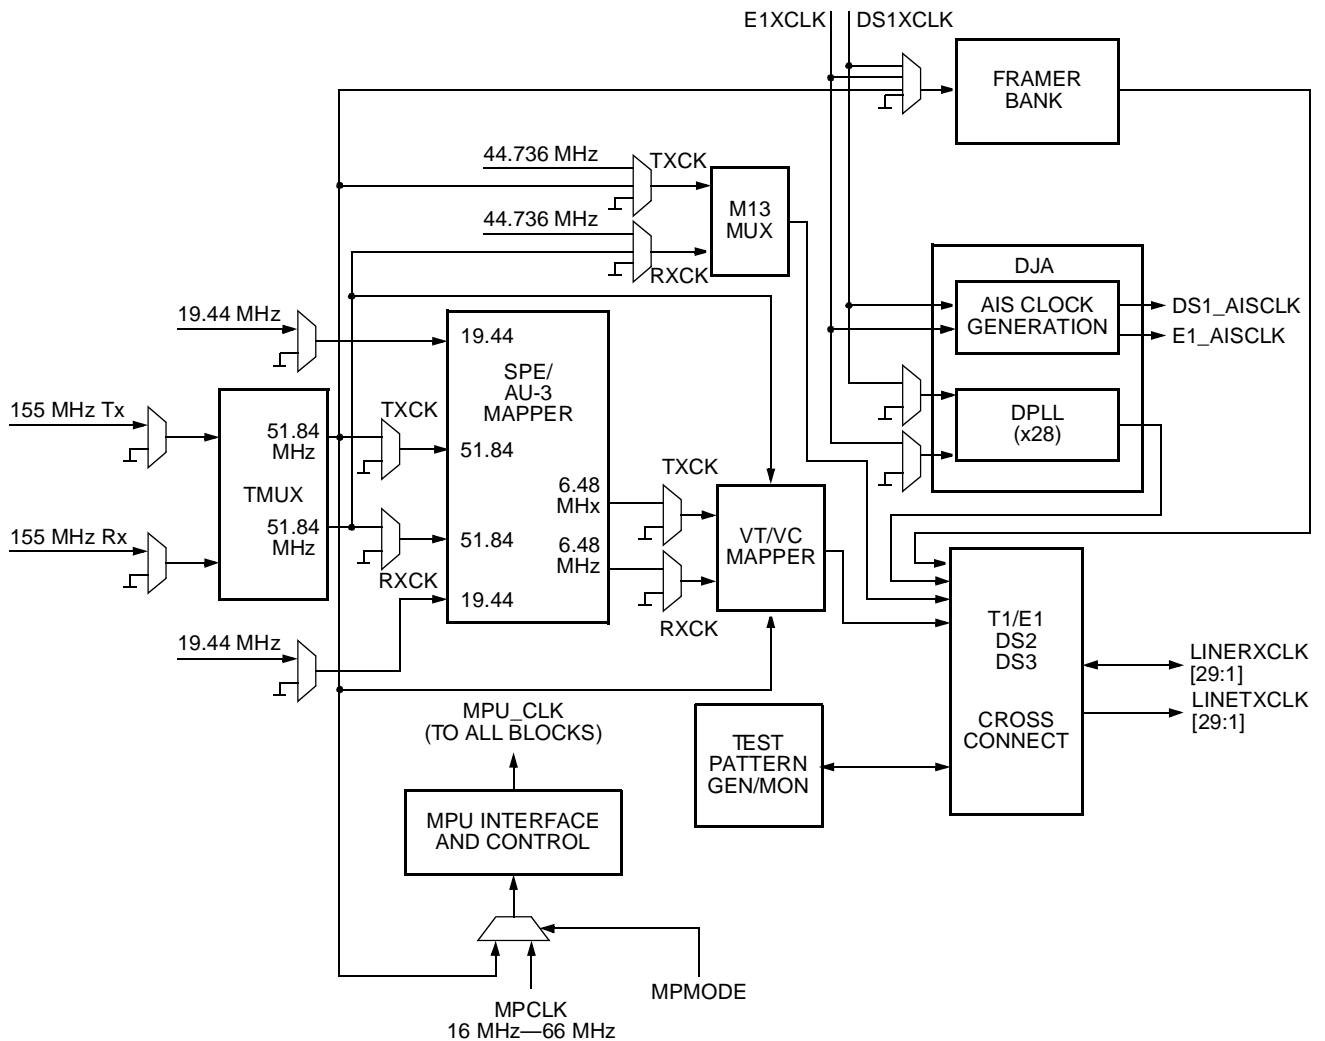 E1XCLK
DS1XCLK
FRAMER
BANK
44.736 MHz
TXCK
M13
MUX
44.736 MHz
RXCK
DJA
AIS CLOCK
GENERATION
DS1_AISCLK
E1_AISCLK
19.44 MHz
19.44
SPE/
AU-3
MAPPER
155 MHz Tx
51.84
MHz
TXCK
51.84
DPLL
(x28)
TMUX
6.48
MHx
TXCK
155 MHz Rx
51.84
MHz
51.84
6.48
MHz
VT/VC
MAPPER
RXCK
19.44
RXCK
19.44 MHz
T1/E1
DS2
DS3
CROSS
CONNECT
LINERXCLK
[29:1]
LINETXCLK
[29:1]
MPU_CLK
(TO ALL BLOCKS)
TEST
PATTERN
GEN/MON
MPU INTERFACE
AND CONTROL
MPMODE
MPCLK
16 MHz—66 MHz